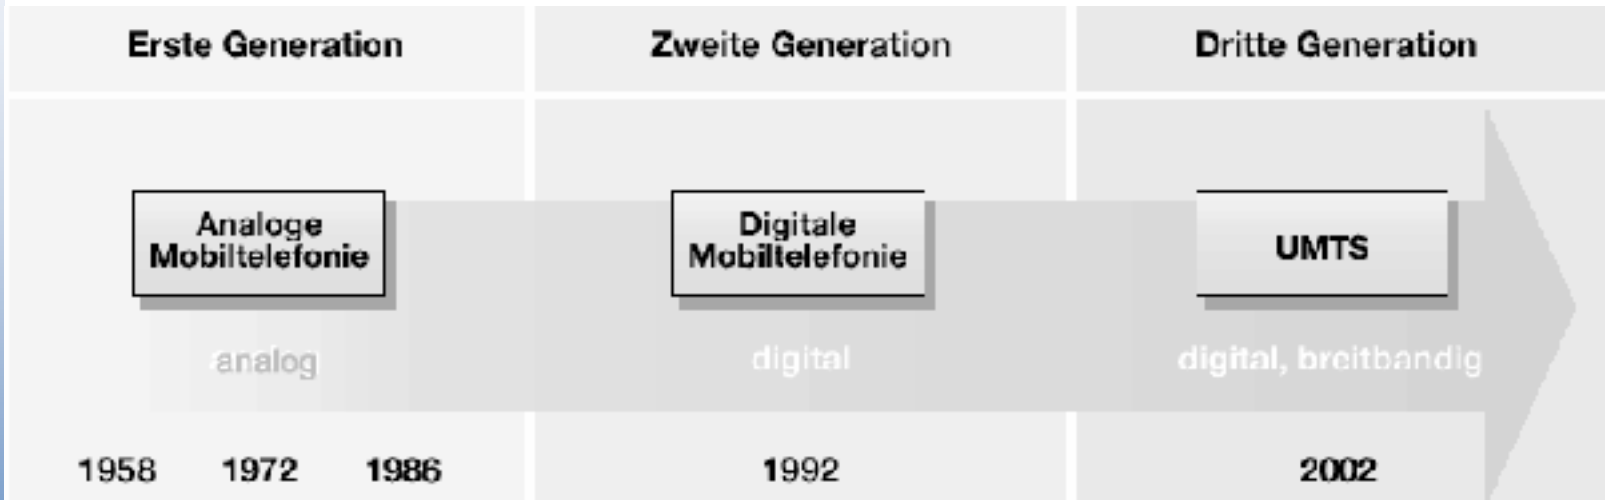 Erste Generation
Zweite Generation
Dritte Generation
Analoge
Mobiltelefonie
Digitale
Mobiltelefonie
UMTS
analog
digital
digital, breitbandig
1958 1972 1986
1992
2002